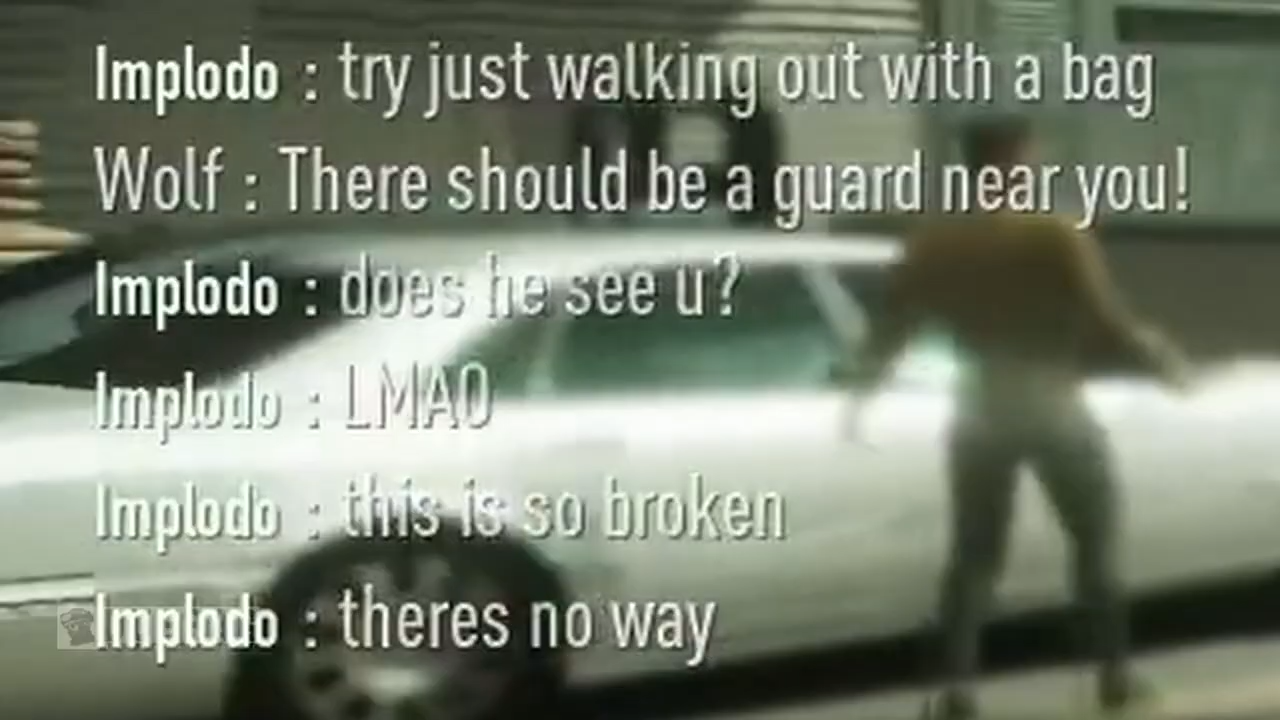 Implodo : try just walking out with a bag
Wolf : There should be a guard near you!
Implodo : does he see u?
Implodo : LMAO
Implodo : this is so broken
Implodo : theres no way